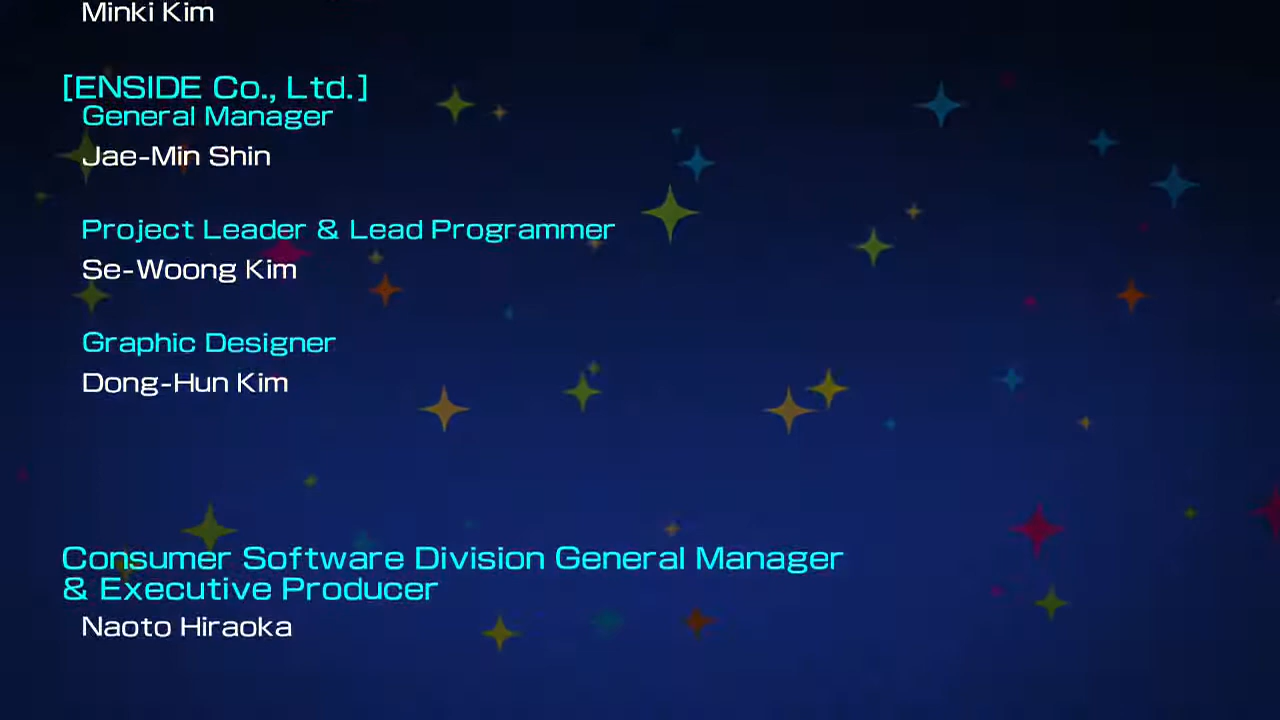 Minki Kim
[ENSIDE Co., Ltd.]
General Manager
Jae-Min Shin
Project Leader & Lead Programmer
Se-Woong Kim
Graphic Designer
Dong-Hun Kim
Consumer Software Division General Manager
& Executive Producer
Naoto Hiraoka